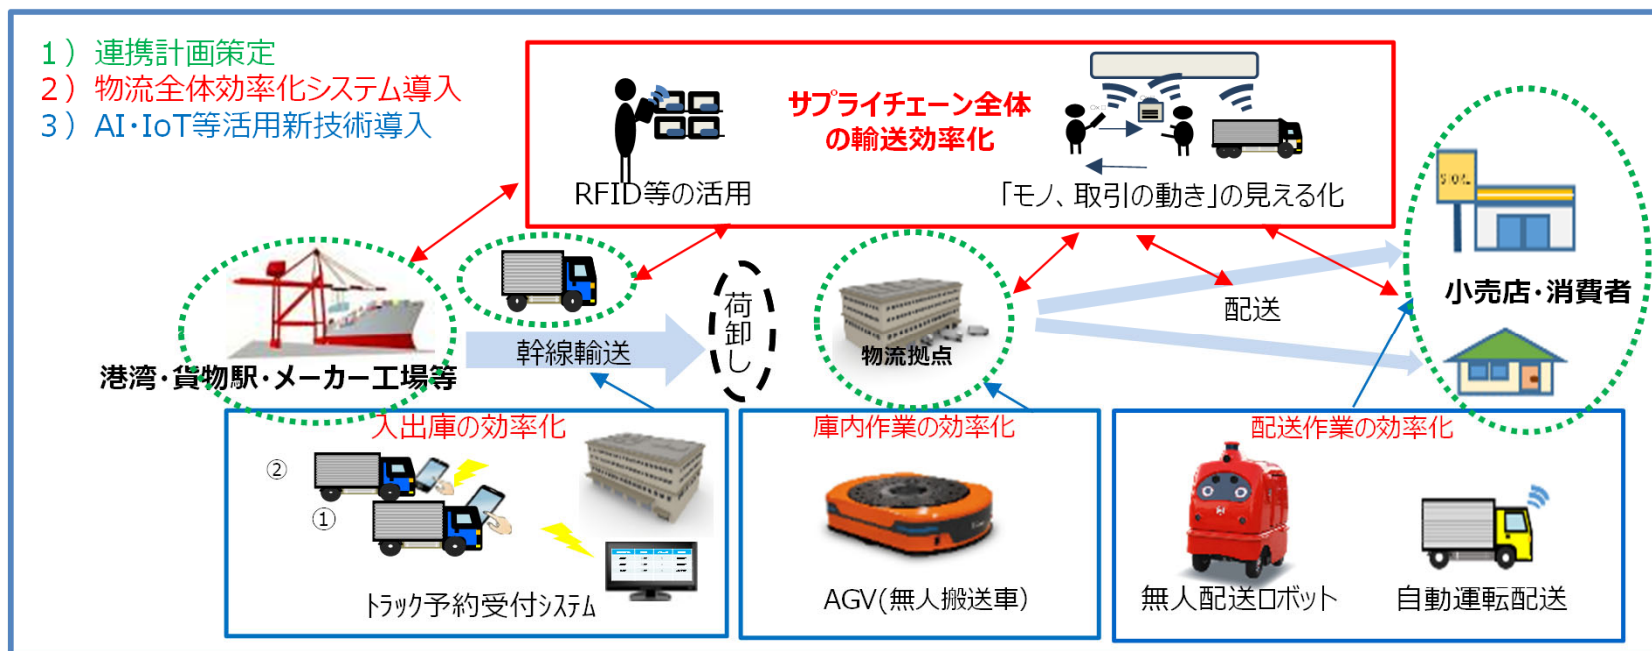 1）連携計画策定
2）物流全体効率化システム導入
3）AI・IoT等活用新技術導入
サプライチェーン全体
の輸送効率化
RFID等の活用
「モノ、取引の動き」の見える化
港湾・貨物駅・メーカー工場等
幹線輸送
荷卸し
物流拠点
配送
小売店・消費者
入出庫の効率化
②
①
トラック予約受付システム
庫内作業の効率化
AGV(無人搬送車）
配送作業の効率化
無人配送ロボット
自動運転配送